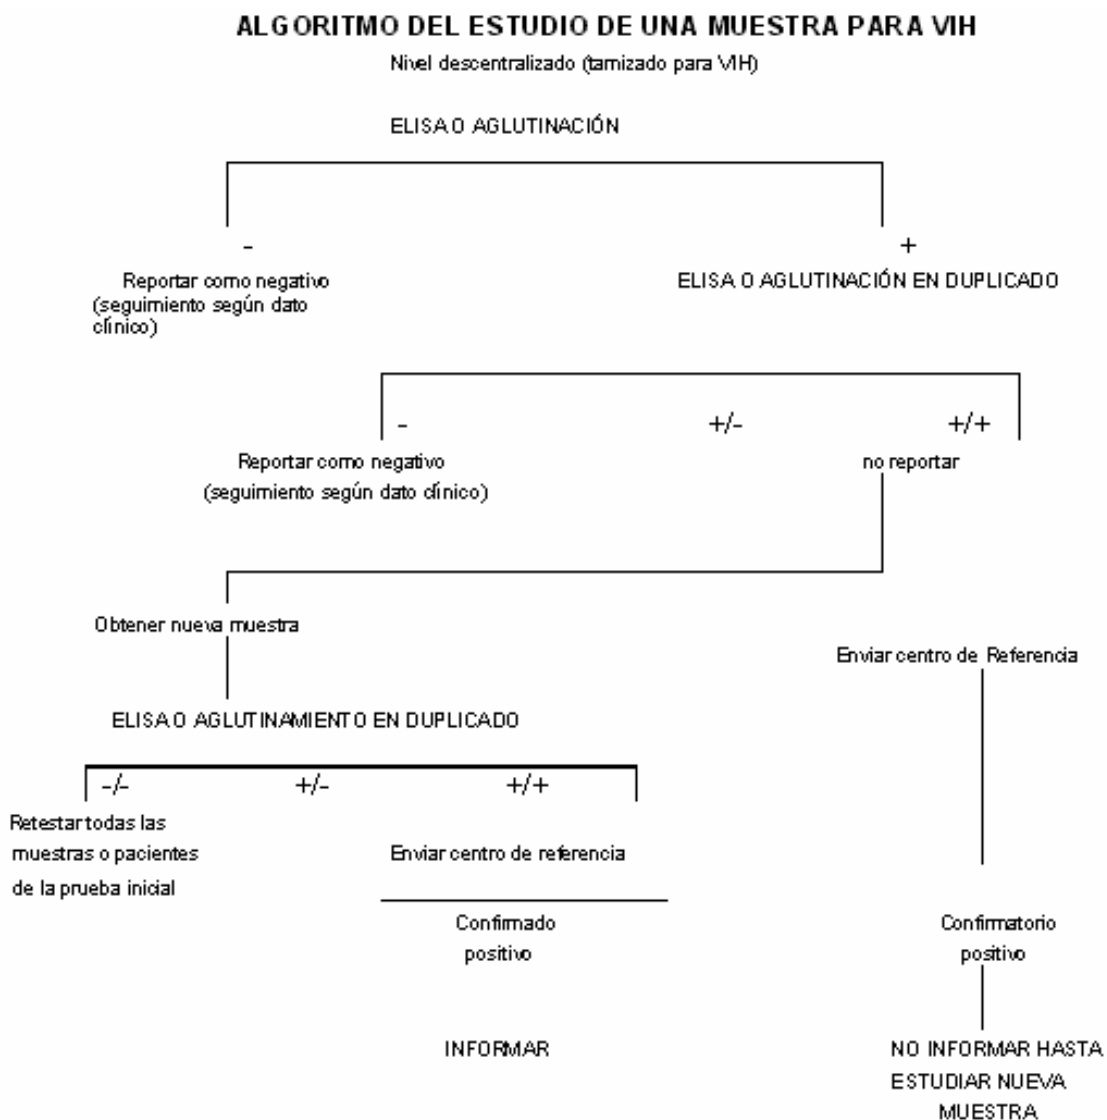 ALGORITMO DEL ESTUDIO DE UNA MUESTRA PARA VIH
Nivel descentralizado (tamizado para VIH)
ELISA O AGLUTINACIÓN
-
+
Reportar como negativo
(seguimiento según dato
clínico)
ELISA O AGLUTINACIÓN EN DUPLICADO
-
+/-
+/+
Reportar como negativo
(seguimiento según dato clínico)
no reportar
Obtener nueva muestra
Enviar centro de Referencia
ELISA O AGLUTINAMIENTO EN DUPLICADO
-/-
+/-
+/+
Retestar todas las
muestras o pacientes
de la prueba inicial
Enviar centro de referencia
Confirmado
positivo
Confirmatorio
positivo
INFORMAR
NO INFORMAR HASTA
ESTUDIAR NUEVA
MUESTRA